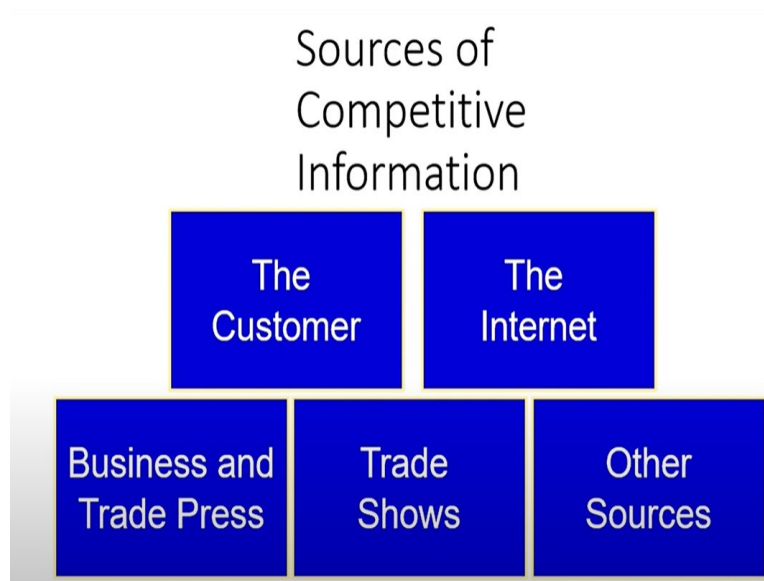 Sources of
Competitive
Information
The
Customer
The
Internet
Business and
Trade Press
Trade
Shows
Other
Sources